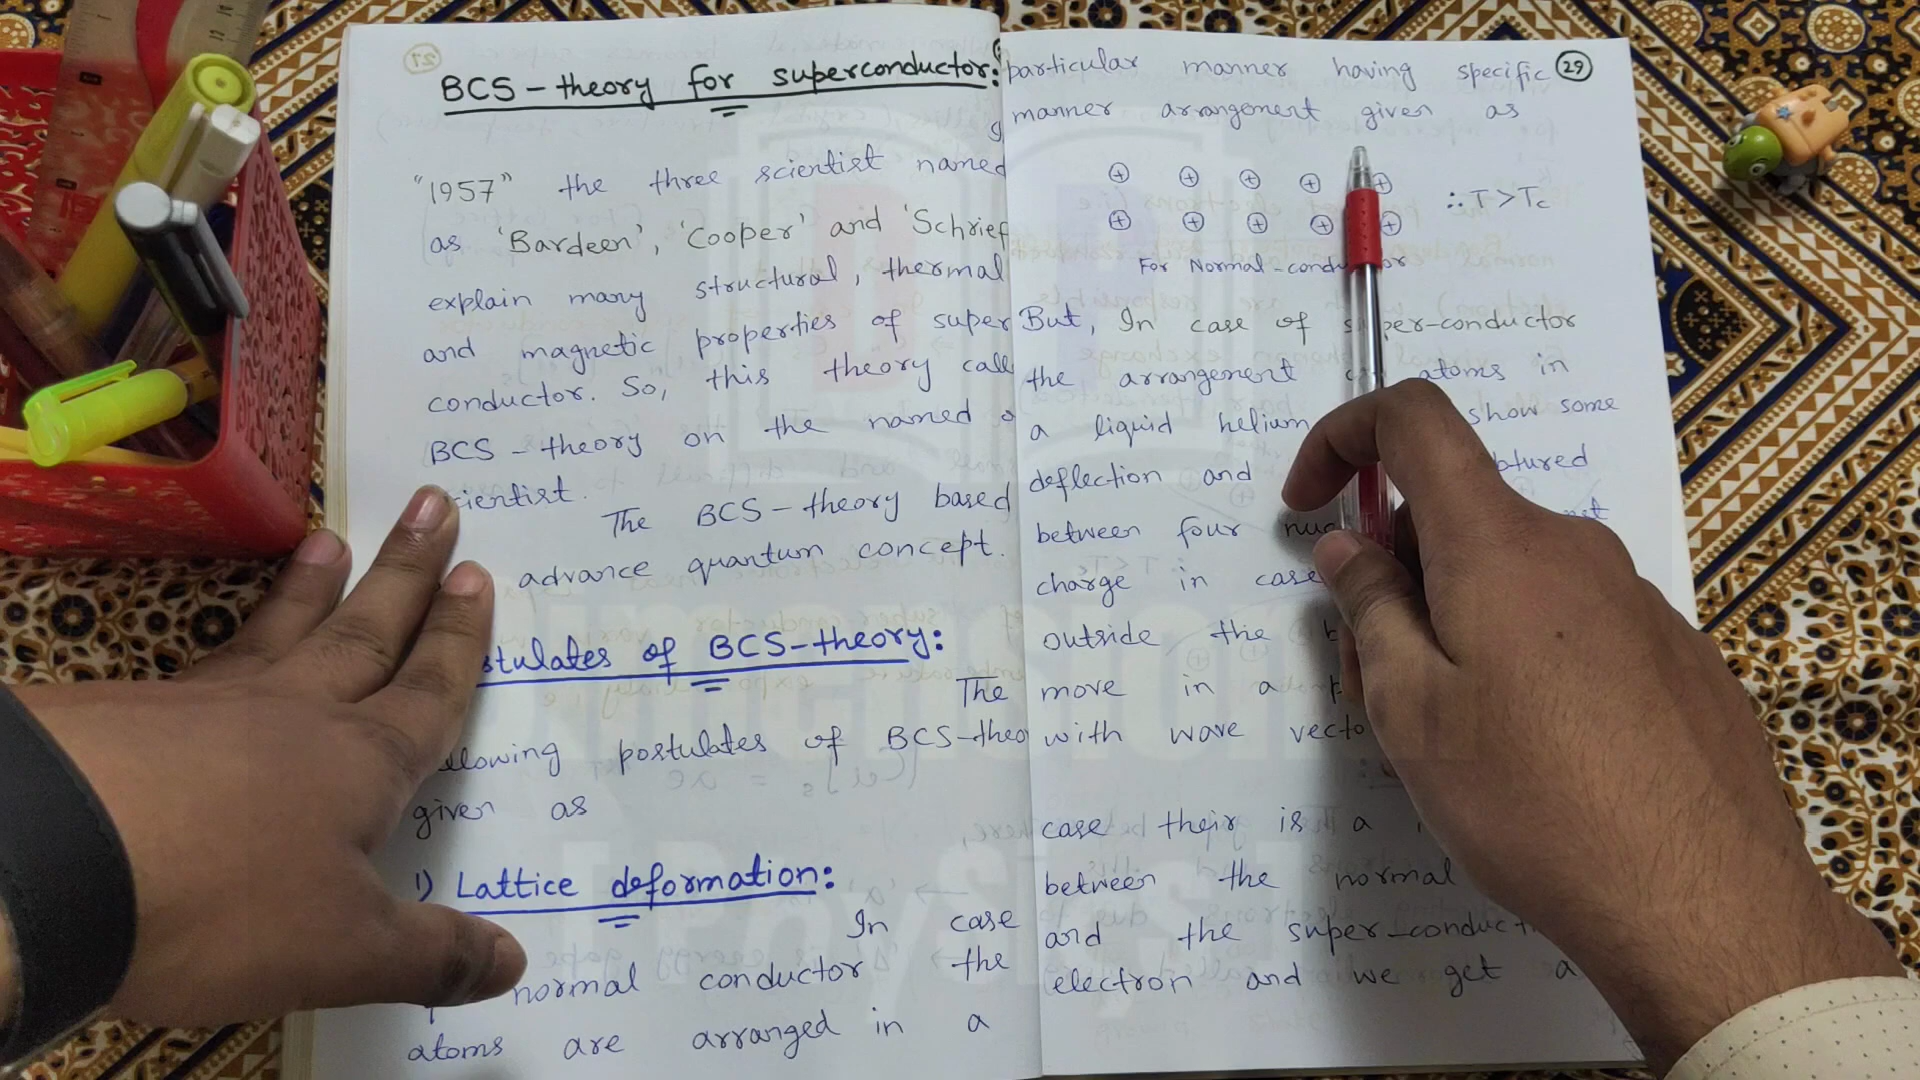 BCS-theory for superconductor:
"1957" the three scientist named
as 'Bardeen', 'Cooper' and 'Schrief
explain many structural, thermal
and magnetic properties of super
conductor. So, this theory call
BCS-theory on the named o
cientist.
The BCS-theory based
advance quantum concept.
stulates of BCS-theory:
The
llowing postulates of BCS-theo
given as
1) Lattice deformation:
In case
normal conductor the
atoms are arranged in a
particular manner having specific 29
manner arrangement given as
⊕ ⊕ ⊕ ⊕ ⊕
∴ T > Tc
⊕ ⊕ ⊕ ⊕ ⊕
For Normal-condu or
But, In case of super-conductor
the arrangement atoms in
a liquid helium show some
deflection and
between four
charge in case
outside the
move in a
with wave vecto
case their is a
between the normal
and the super-conduct
electron and we get a